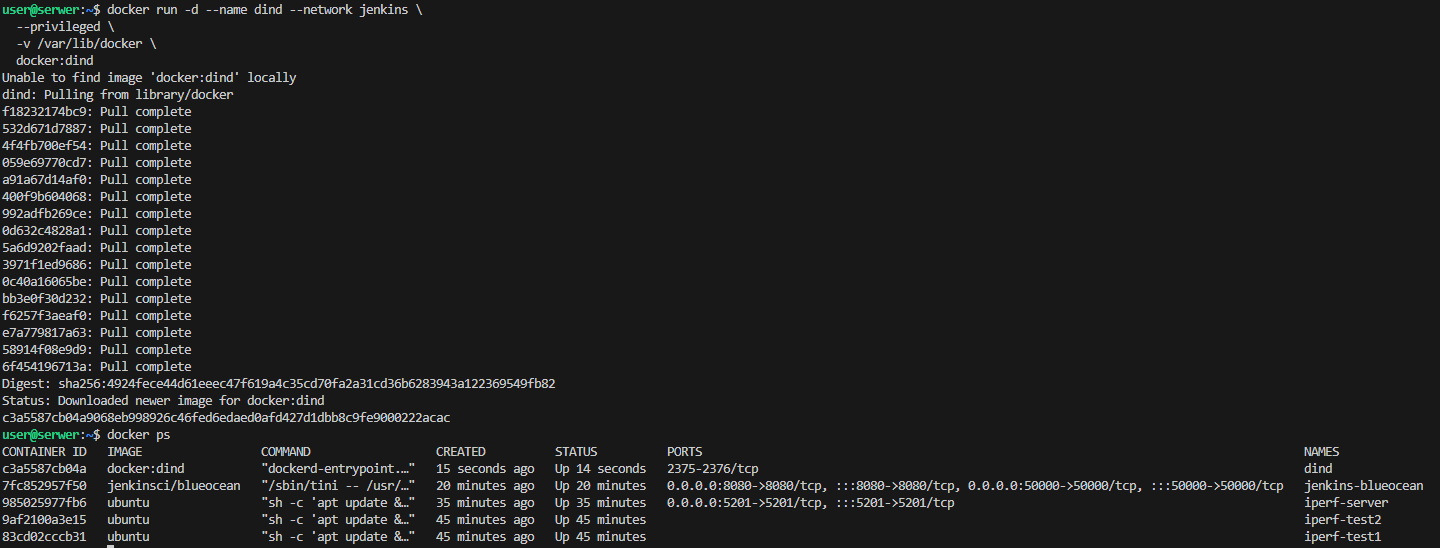 user@serwer:~$ docker run -d --name dind --network jenkins \
  --privileged \
  -v /var/lib/docker \
  docker:dind
Unable to find image 'docker:dind' locally
dind: Pulling from library/docker
f18232174bc9: Pull complete
532d671d7887: Pull complete
4f4fb700ef54: Pull complete
059e69770cd7: Pull complete
a91a67d14af0: Pull complete
400f9b604068: Pull complete
992adfb269ce: Pull complete
0d632c4828a1: Pull complete
5a6d9202faad: Pull complete
3971f1ed9686: Pull complete
0c40a16065be: Pull complete
bb3e0f30d232: Pull complete
f6257f3aeaf0: Pull complete
e7a779817a63: Pull complete
58914f08e9d9: Pull complete
6f454196713a: Pull complete
Digest: sha256:4924fece44d61eeec47f619a4c35cd70fa2a31cd36b6283943a122369549fb82
Status: Downloaded newer image for docker:dind
c3a5587cb04a9068eb998926c46fed6edaed0afd427d1dbb8c9fe9000222acac
user@serwer:~$ docker ps
CONTAINER ID   IMAGE                 COMMAND                  CREATED          STATUS          PORTS                                                                                      NAMES
c3a5587cb04a   docker:dind           "dockerd-entrypoint.…"   15 seconds ago   Up 14 seconds   2375-2376/tcp                                                                              dind
7fc852957f50   jenkinsci/blueocean   "/sbin/tini -- /usr/…"   20 minutes ago   Up 20 minutes   0.0.0.0:8080->8080/tcp, :::8080->8080/tcp, 0.0.0.0:50000->50000/tcp, :::50000->50000/tcp   jenkins-blueocean
985025977fb6   ubuntu                "sh -c 'apt update &…"   35 minutes ago   Up 35 minutes   0.0.0.0:5201->5201/tcp, :::5201->5201/tcp                                                  iperf-server
9af2100a3e15   ubuntu                "sh -c 'apt update &…"   45 minutes ago   Up 45 minutes                                                                                              iperf-test2
83cd02cccb31   ubuntu                "sh -c 'apt update &…"   45 minutes ago   Up 45 minutes                                                                                              iperf-test1